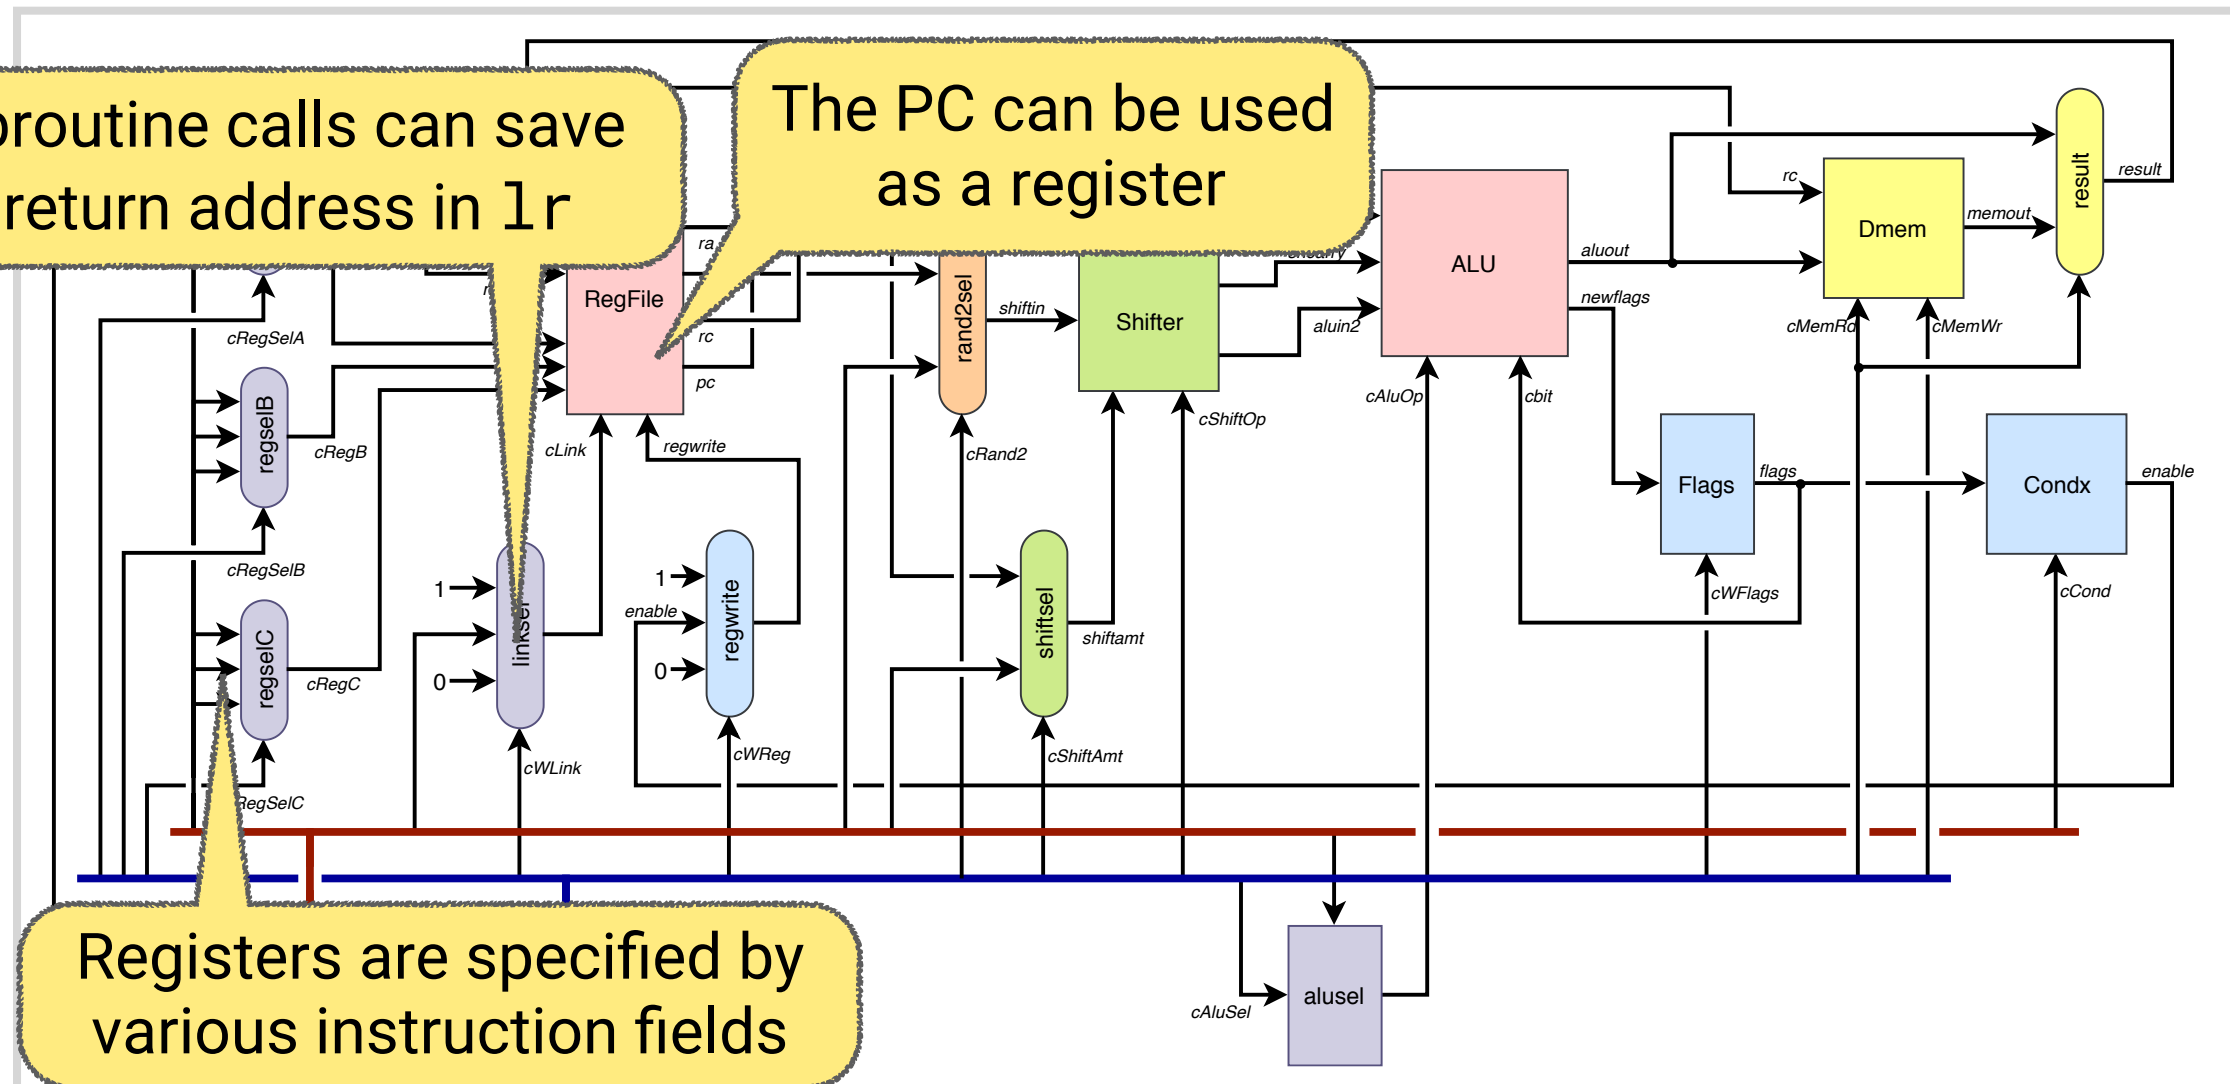 proutine calls can save
return address in lr
The PC can be used
as a register
result
result
rc
Dmem
memout
ra
ALU
aluout
RegFile
rand2sel
shiftin
Shifter
newflags
aluin2
cRegSelA
rc
pc
cMemRd
cMemWr
cAluOp
cbit
regselB
cRegB
cLink
regwrite
cRand2
cShiftOp
Flags
flags
Condx
enable
cRegSelB
1
linksel
0
1
enable
regwrite
0
shiftsel
shiftamt
cWFlags
cCond
regselC
cRegC
cWLink
cWReg
cShiftAmt
RegSelC
Registers are specified by
various instruction fields
alusel
cAluSel